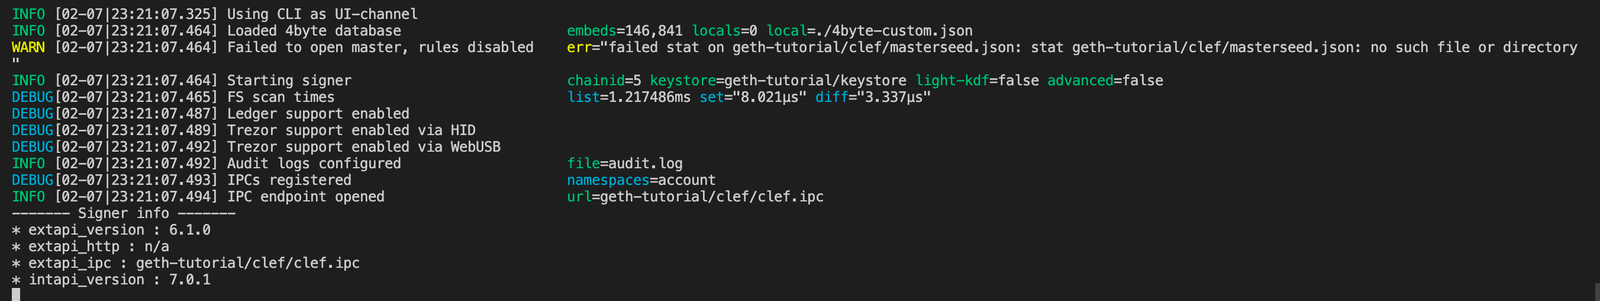 INFO [02-07|23:21:07.325] Using CLI as UI-channel
INFO [02-07|23:21:07.464] Loaded 4byte database embeds=146,841 locals=0 local=./4byte-custom.json
WARN [02-07|23:21:07.464] Failed to open master, rules disabled err="failed stat on geth-tutorial/clef/masterseed.json: stat geth-tutorial/clef/masterseed.json: no such file or directory
"
INFO [02-07|23:21:07.464] Starting signer chainid=5 keystore=geth-tutorial/keystore light-kdf=false advanced=false
DEBUG[02-07|23:21:07.465] FS scan times list=1.217486ms set="8.021µs" diff="3.337µs"
DEBUG[02-07|23:21:07.487] Ledger support enabled
DEBUG[02-07|23:21:07.489] Trezor support enabled via HID
DEBUG[02-07|23:21:07.492] Trezor support enabled via WebUSB
INFO [02-07|23:21:07.492] Audit logs configured file=audit.log
DEBUG[02-07|23:21:07.493] IPCs registered namespaces=account
INFO [02-07|23:21:07.494] IPC endpoint opened url=geth-tutorial/clef/clef.ipc
------- Signer info -------
* extapi_version : 6.1.0
* extapi_http : n/a
* extapi_ipc : geth-tutorial/clef/clef.ipc
* intapi_version : 7.0.1